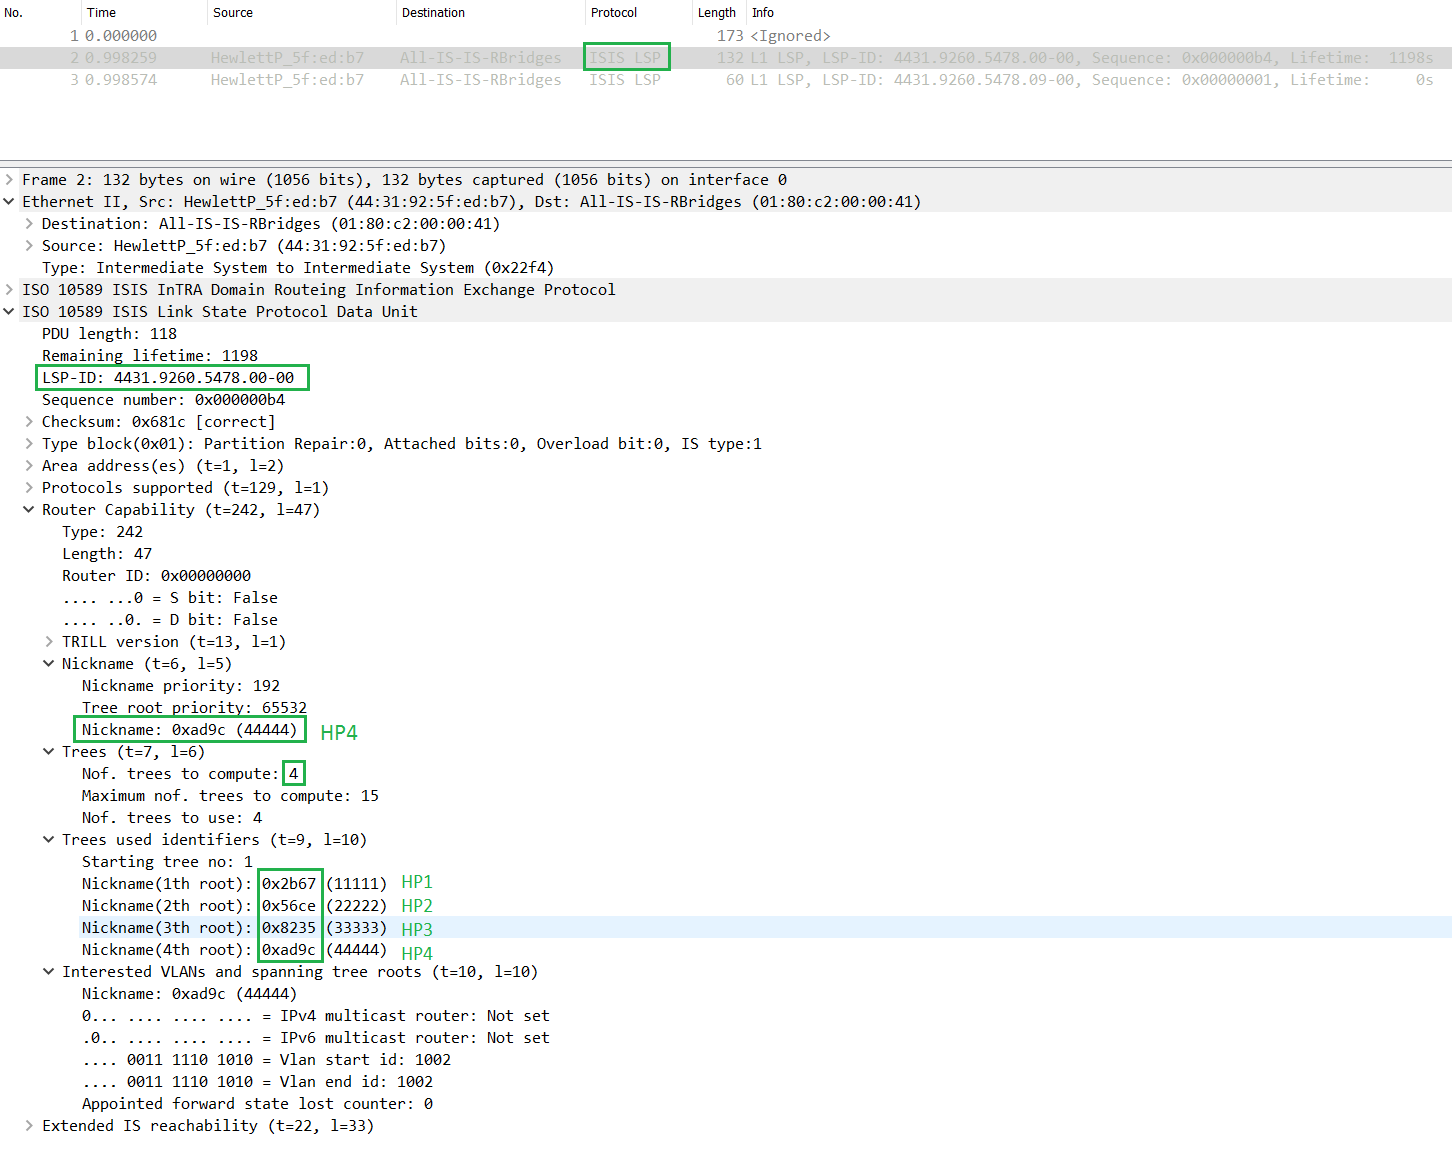 No. Time Source Destination Protocol Length Info
1 0.000000 173 <Ignored>
2 0.998259 HewlettP_5f:ed:b7 All-IS-IS-RBridges ISIS LSP 132 L1 LSP, LSP-ID: 4431.9260.5478.00-00, Sequence: 0x000000b4, Lifetime: 1198s
3 0.998574 HewlettP_5f:ed:b7 All-IS-IS-RBridges ISIS LSP 60 L1 LSP, LSP-ID: 4431.9260.5478.09-00, Sequence: 0x00000001, Lifetime: 0s
Frame 2: 132 bytes on wire (1056 bits), 132 bytes captured (1056 bits) on interface 0
Ethernet II, Src: HewlettP_5f:ed:b7 (44:31:92:5f:ed:b7), Dst: All-IS-IS-RBridges (01:80:c2:00:00:41)
Destination: All-IS-IS-RBridges (01:80:c2:00:00:41)
Source: HewlettP_5f:ed:b7 (44:31:92:5f:ed:b7)
Type: Intermediate System to Intermediate System (0x22f4)
ISO 10589 ISIS InTRA Domain Routeing Information Exchange Protocol
ISO 10589 ISIS Link State Protocol Data Unit
PDU length: 118
Remaining lifetime: 1198
LSP-ID: 4431.9260.5478.00-00
Sequence number: 0x000000b4
Checksum: 0x681c [correct]
Type block(0x01): Partition Repair:0, Attached bits:0, Overload bit:0, IS type:1
Area address(es) (t=1, l=2)
Protocols supported (t=129, l=1)
Router Capability (t=242, l=47)
Type: 242
Length: 47
Router ID: 0x00000000
.... ...0 = S bit: False
.... ..0. = D bit: False
TRILL version (t=13, l=1)
Nickname (t=6, l=5)
Nickname priority: 192
Tree root priority: 65532
Nickname: 0xad9c (44444) HP4
Trees (t=7, l=6)
Nof. trees to compute: 4
Maximum nof. trees to compute: 15
Nof. trees to use: 4
Trees used identifiers (t=9, l=10)
Starting tree no: 1
Nickname(1th root): 0x2b67 (11111) HP1
Nickname(2th root): 0x56ce (22222) HP2
Nickname(3th root): 0x8235 (33333) HP3
Nickname(4th root): 0xad9c (44444) HP4
Interested VLANs and spanning tree roots (t=10, l=10)
Nickname: 0xad9c (44444)
0... .... .... .... = IPv4 multicast router: Not set
.0.. .... .... .... = IPv6 multicast router: Not set
.... 0011 1110 1010 = Vlan start id: 1002
.... 0011 1110 1010 = Vlan end id: 1002
Appointed forward state lost counter: 0
Extended IS reachability (t=22, l=33)